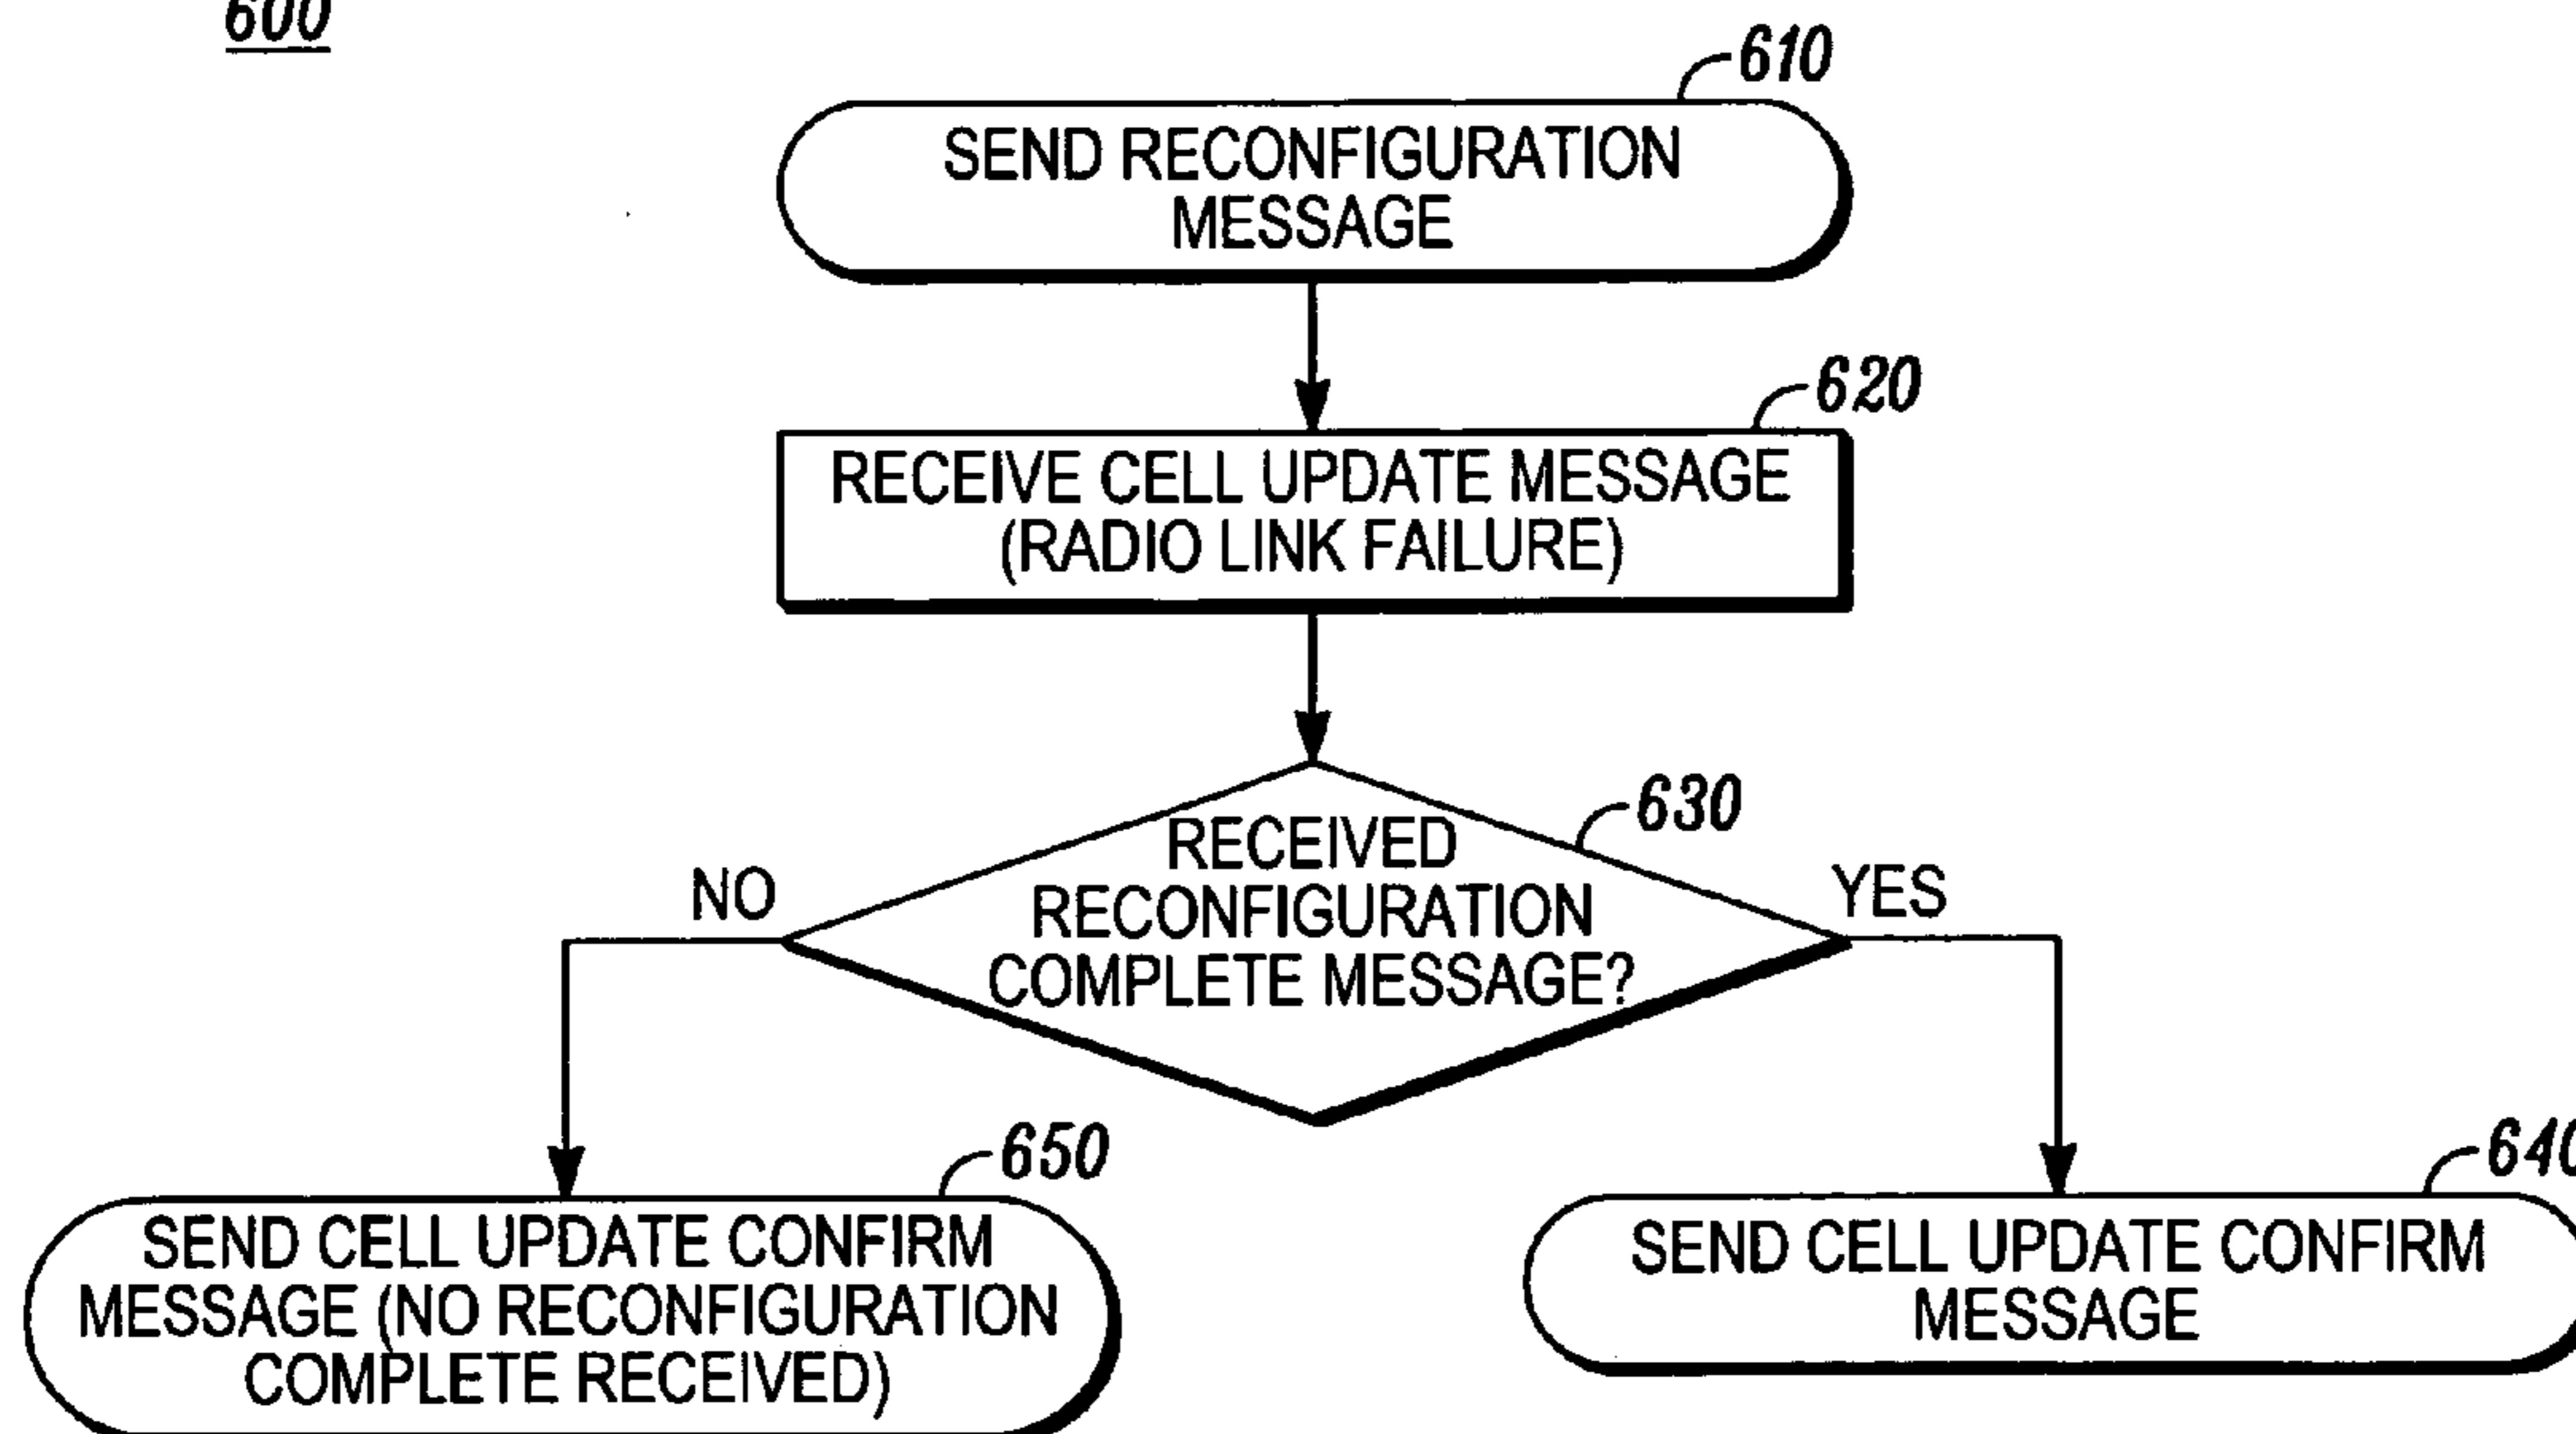 600
610
SEND RECONFIGURATION
MESSAGE
620
RECEIVE CELL UPDATE MESSAGE
(RADIO LINK FAILURE)
630
RECEIVED
RECONFIGURATION
COMPLETE MESSAGE?
NO
YES
650
SEND CELL UPDATE CONFIRM
MESSAGE (NO RECONFIGURATION
COMPLETE RECEIVED)
640
SEND CELL UPDATE CONFIRM
MESSAGE